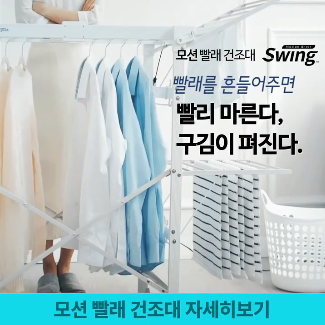 모션 빨래 건조대 Swing
빨래를 흔들어주면
빨리 마른다,
구김이 펴진다.
모션 빨래 건조대 자세히보기